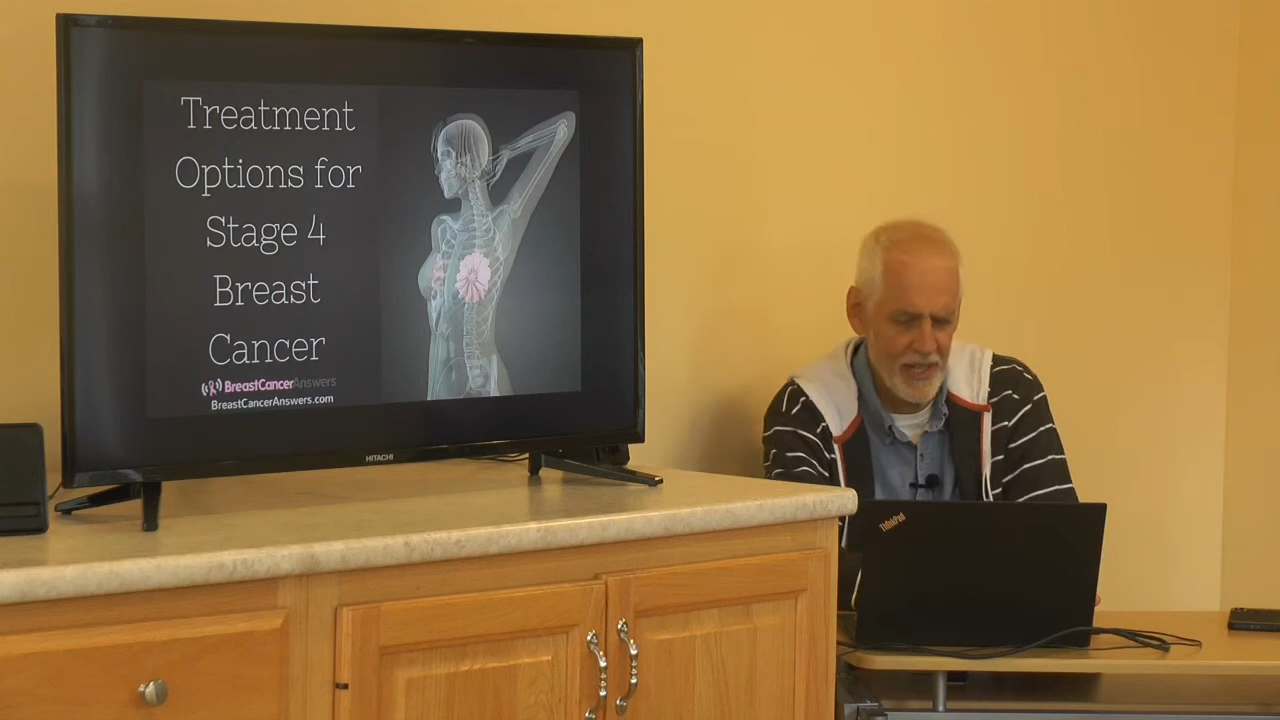 Treatment
Options for
Stage 4
Breast
Cancer
BreastCancerAnswers
BreastCancerAnswers.com
HITACHI
ThinkPad